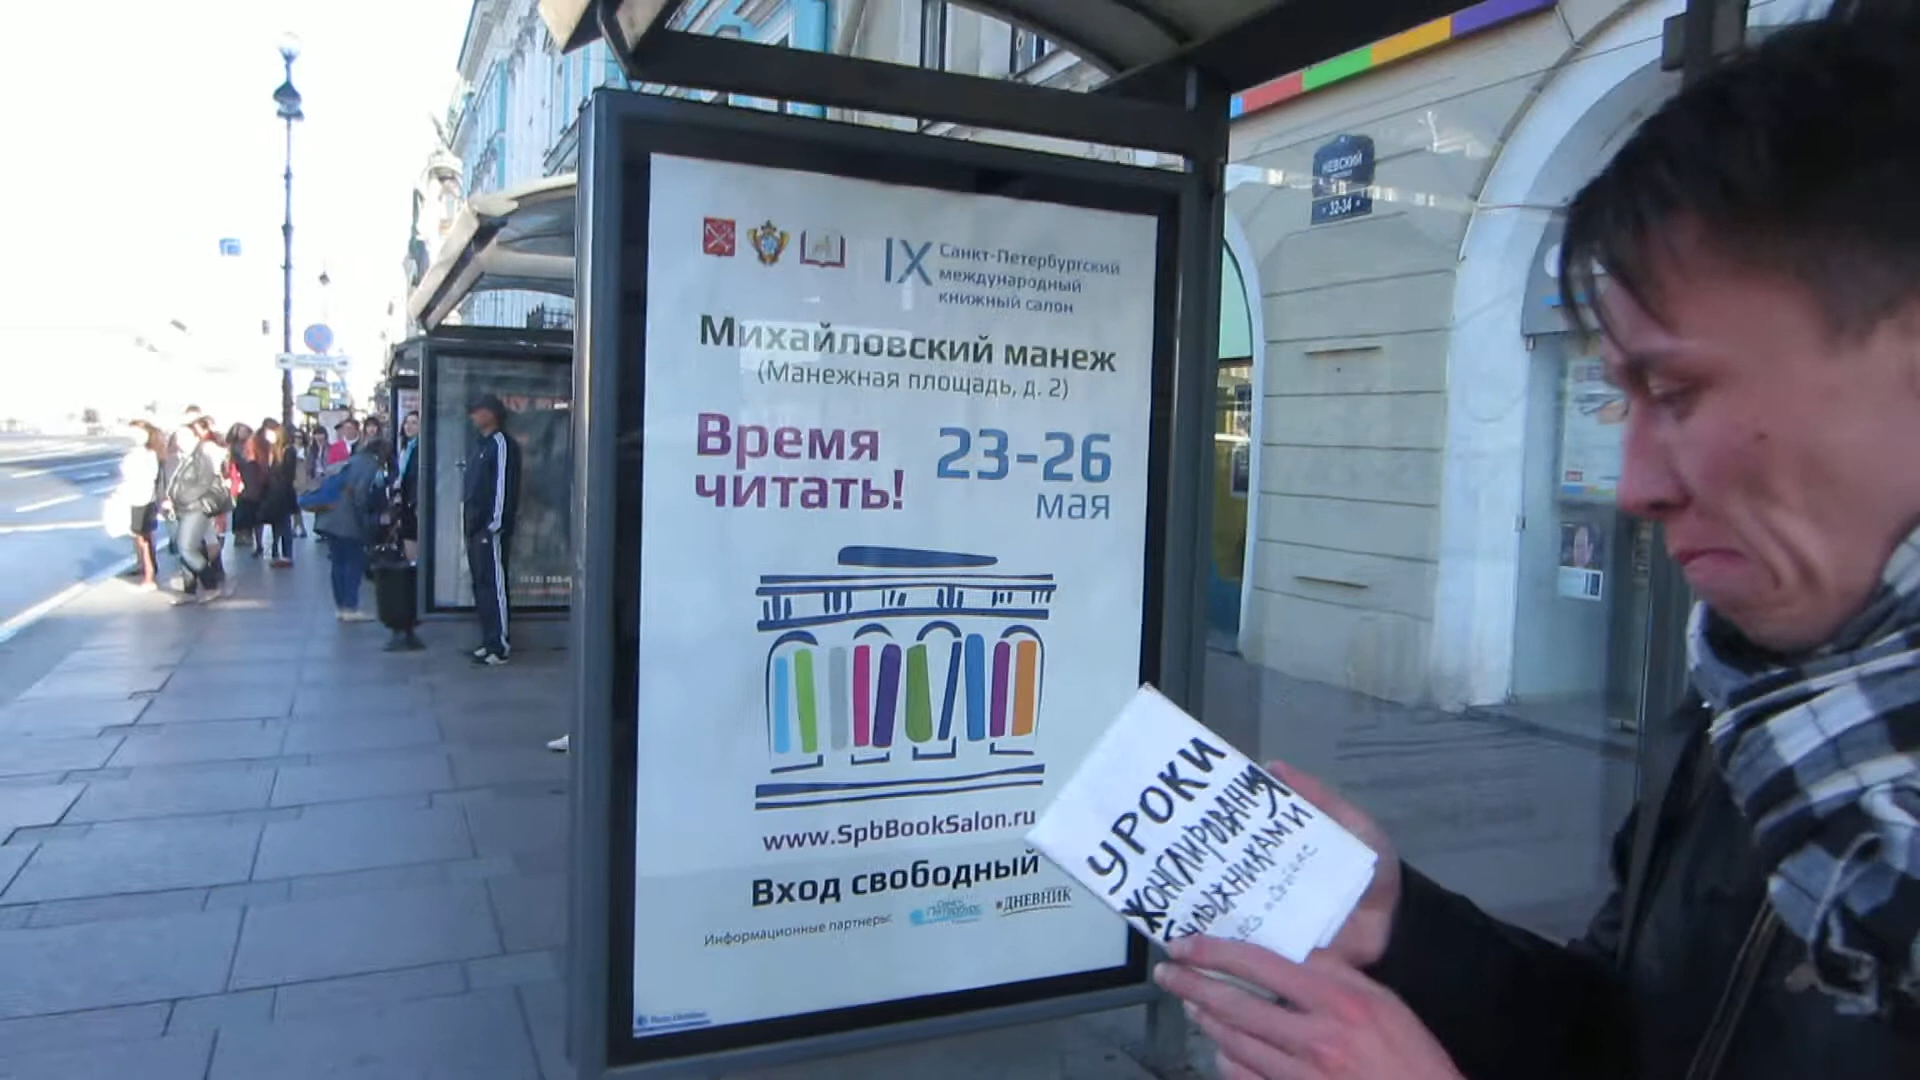 IX Санкт-Петербургский
международный
книжный салон
Михайловский манеж
(Манежная площадь, д. 2)
Время
читать!
23-26
мая
www.SpbBookSalon.ru
Вход свободный
Информационные партнеры:
ДНЕВНИК
НЕВСКИЙ
32-34
УРОКИ
ЖОНГЛИРОВАНИЯ
БУЛЫЖНИКАМИ